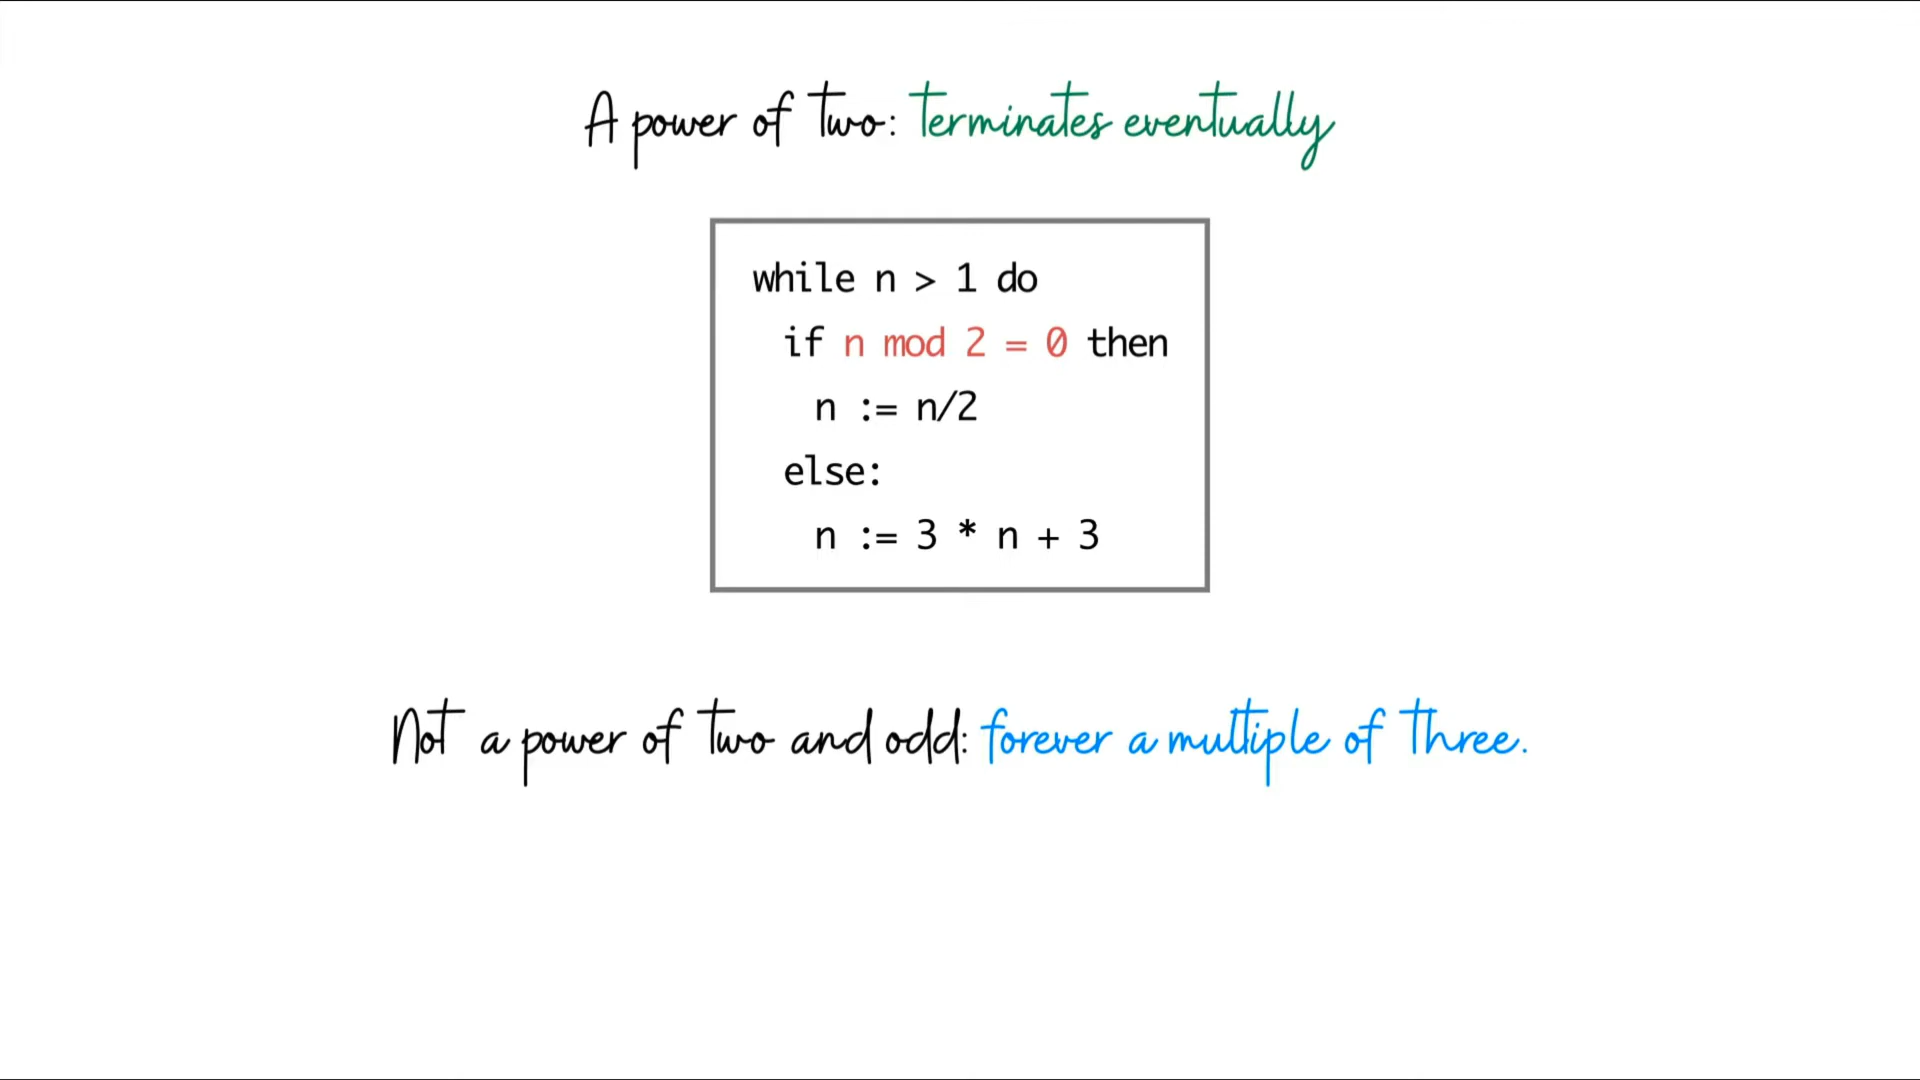 A power of two: terminates eventually
while n > 1 do
if n mod 2 = 0 then
n := n/2
else:
n := 3 * n + 3
Not a power of two and odd: forever a multiple of three.